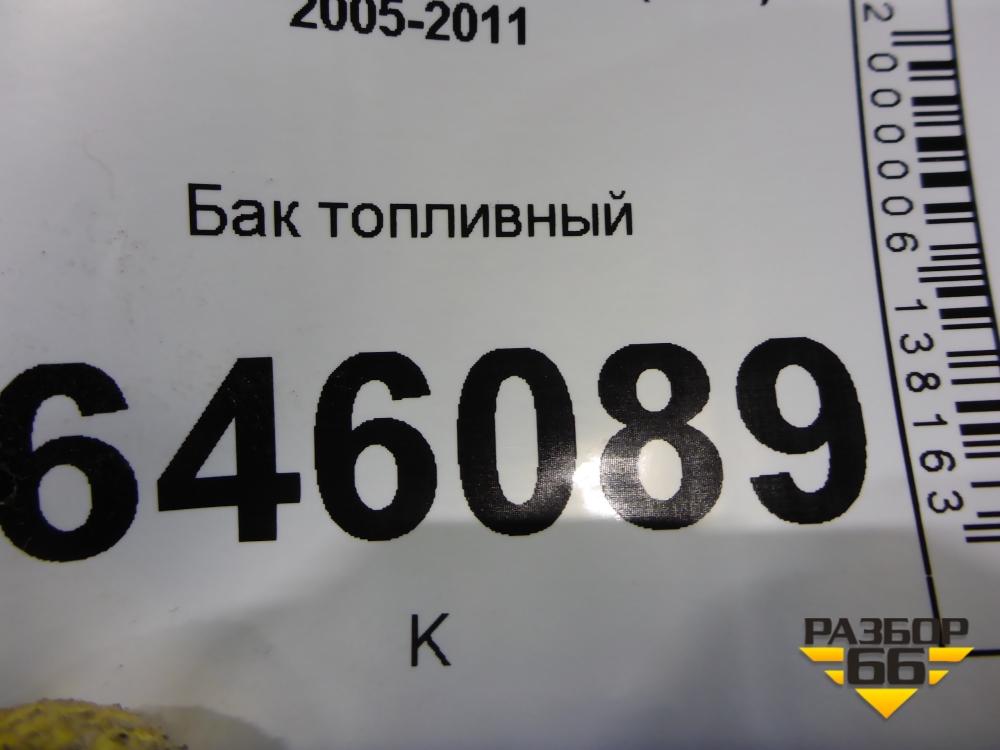 2005-2011
Бак топливный
646089
К
2000006138163
РАЗБОР
66